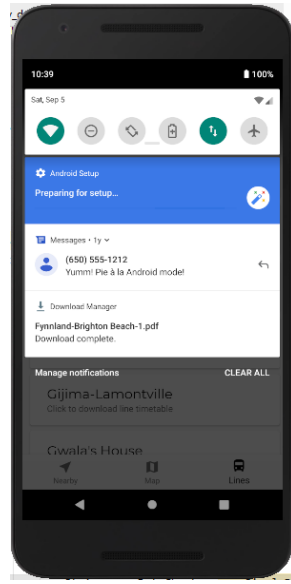 10:39
100%
Sat, Sep 5
Android Setup
Preparing for setup...
Messages • 1y
(650) 555-1212
Yumm! Pie à la Android mode!
Download Manager
Fynnland-Brighton Beach-1.pdf
Download complete.
Manage notifications
CLEAR ALL
Gijima-Lamontville
Click to download line timetable
Gwala's House
Nearby
Map
Lines